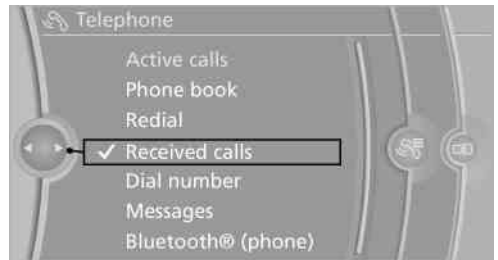 Telephone
Active calls
Phone book
Redial
✓ Received calls
Dial number
Messages
Bluetooth® (phone)